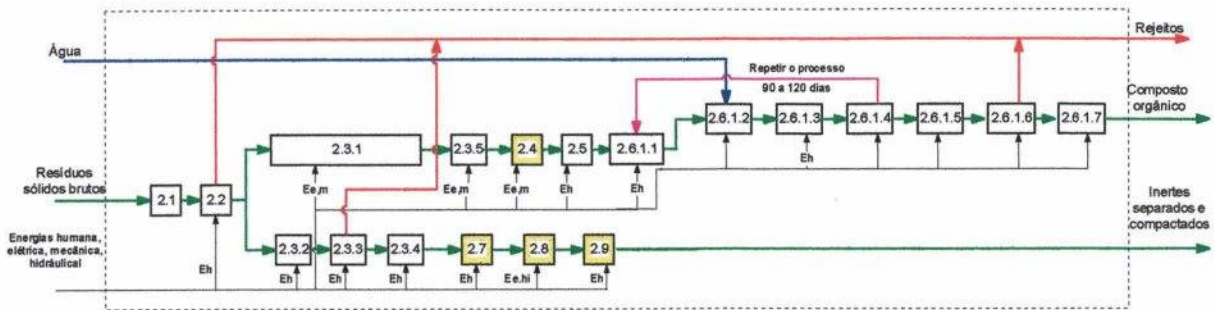 Água
Rejeitos
Repetir o processo
90 a 120 dias
Composto
orgânico
2.6.1.2
2.6.1.3
2.6.1.4
2.6.1.5
2.6.1.6
2.6.1.7
2.3.1
2.3.5
2.4
2.5
2.6.1.1
Eh
Resíduos
sólidos brutos
Ee,m
Ee,m
Ee,m
Eh
Eh
2.1
2.2
Inertes
separados e
compactados
Energias humana,
elétrica, mecânica,
hidráulical
2.3.2
2.3.3
2.3.4
2.7
2.8
2.9
Eh
Eh
Eh
Eh
Eh
Ee,hi
Eh